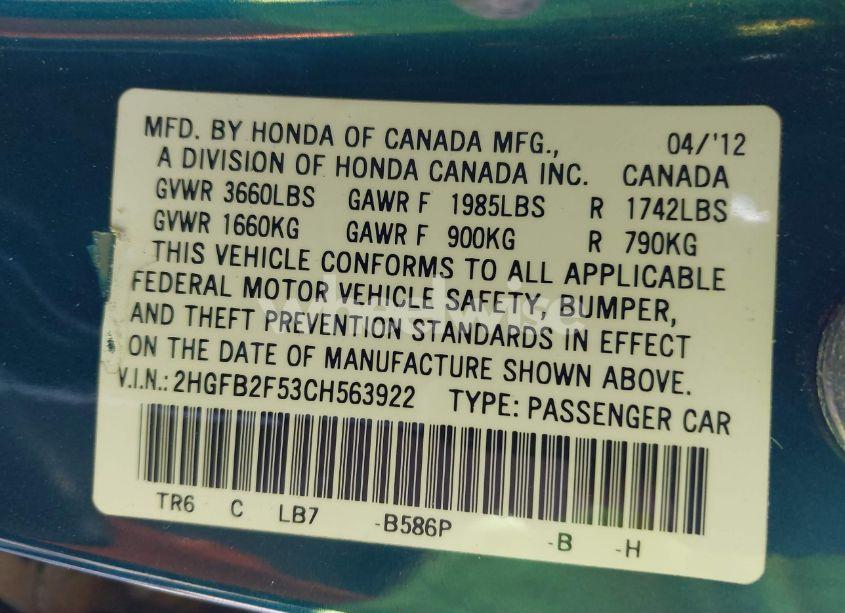 MFD. BY HONDA OF CANADA MFG., 04/'12
A DIVISION OF HONDA CANADA INC. CANADA
GVWR 3660LBS GAWR F 1985LBS R 1742LBS
GVWR 1660KG GAWR F 900KG R 790KG
THIS VEHICLE CONFORMS TO ALL APPLICABLE
FEDERAL MOTOR VEHICLE SAFETY, BUMPER,
AND THEFT PREVENTION STANDARDS IN EFFECT
ON THE DATE OF MANUFACTURE SHOWN ABOVE.
V.I.N.: 2HGFB2F53CH563922 TYPE: PASSENGER CAR
TR6 C LB7 -B586P -B -H